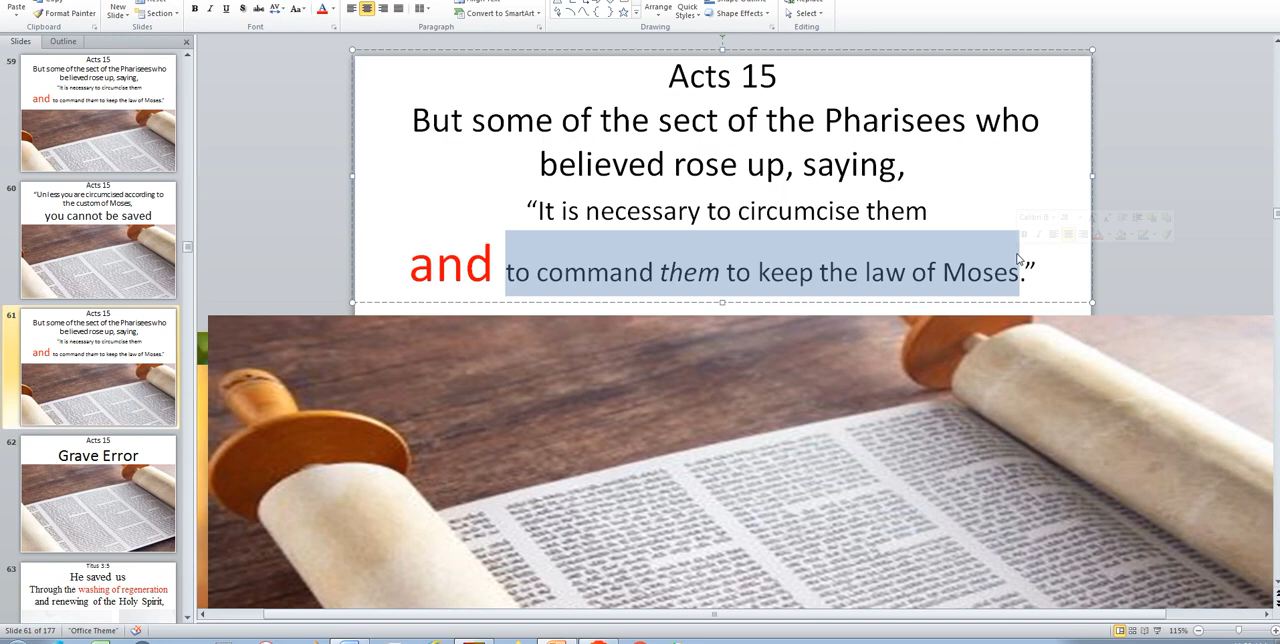 Paste
Format Painter
New
Slide
Section
B I U S abc AV Aa A
Convert to SmartArt
Arrange
Quick
Styles
Shape Effects
Select
Clipboard
Slides
Font
Paragraph
Drawing
Editing
Slides
Outline
59
Acts 15
But some of the sect of the Pharisees who
believed rose up, saying,
"It is necessary to circumcise them
and to command them to keep the law of Moses."
60
Acts 15
"Unless you are circumcised according to
the custom of Moses,
you cannot be saved
61
Acts 15
But some of the sect of the Pharisees who
believed rose up, saying,
"It is necessary to circumcise them
and to command them to keep the law of Moses."
62
Acts 15
Grave Error
63
Titus 3:5
He saved us
Through the washing of regeneration
and renewing of the Holy Spirit,
Acts 15
But some of the sect of the Pharisees who
believed rose up, saying,
“It is necessary to circumcise them
and to command them to keep the law of Moses.”
Slide 61 of 177
"Office Theme"
115%